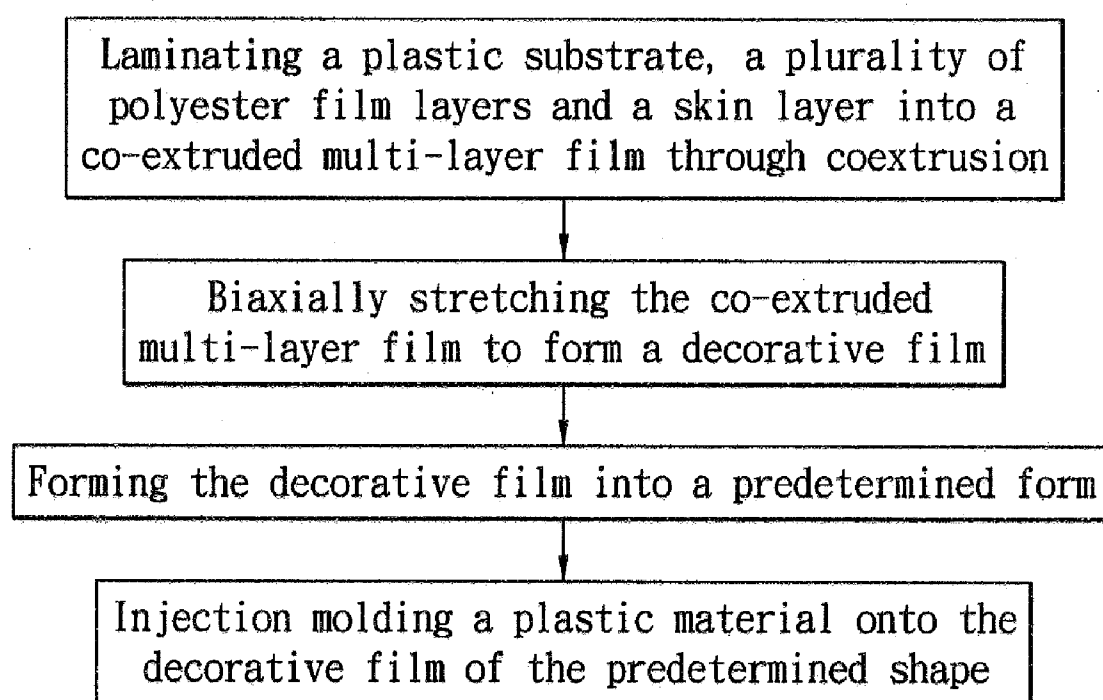 Laminating a plastic substrate, a plurality of
polyester film layers and a skin layer into a
co-extruded multi-layer film through coextrusion
Biaxially stretching the co-extruded
multi-layer film to form a decorative film
Forming the decorative film into a predetermined form
Injection molding a plastic material onto the
decorative film of the predetermined shape